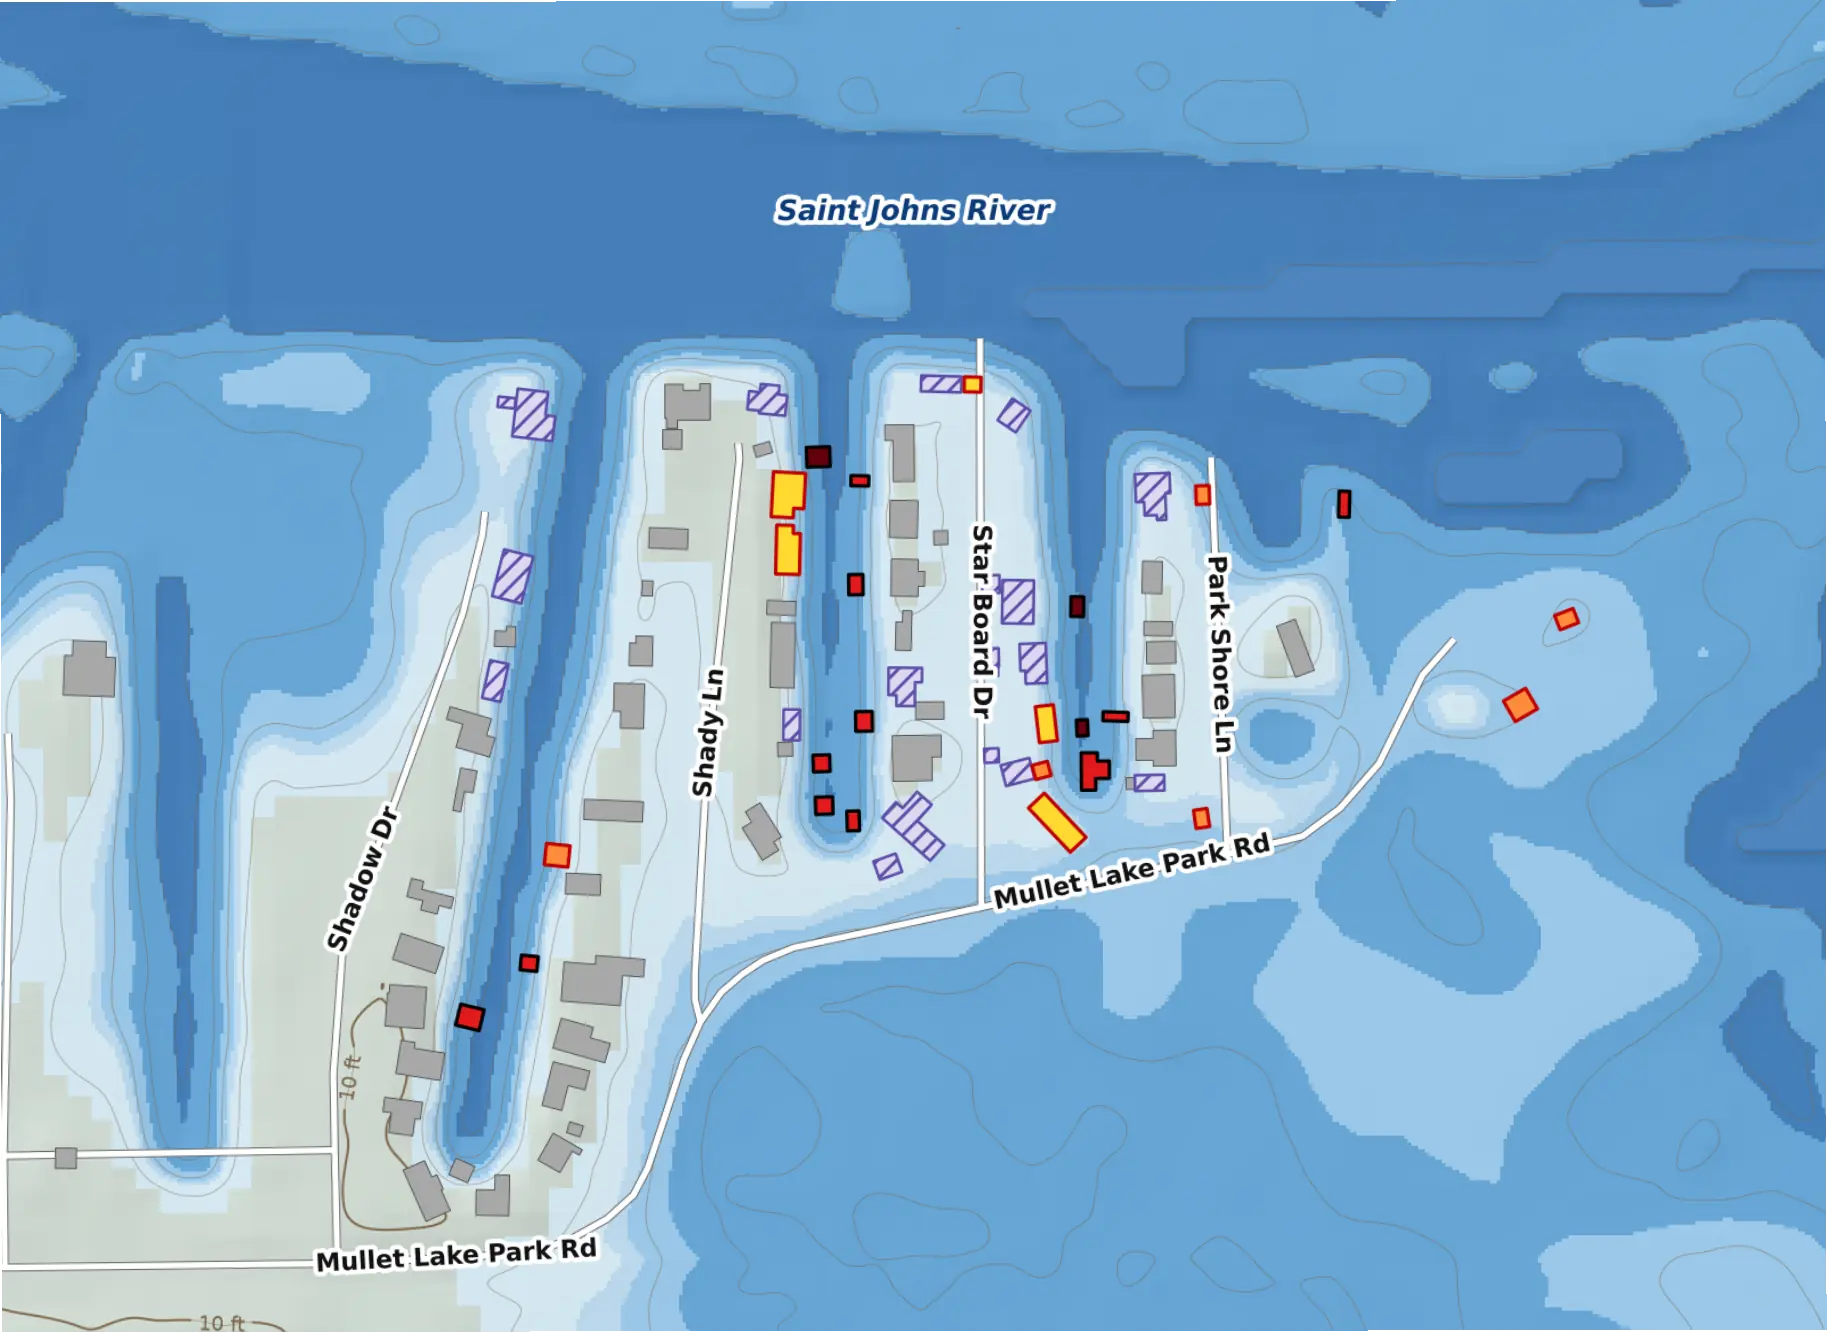 Saint Johns River
Star Board Dr
Park Shore Ln
Shady Ln
Shadow Dr
Mullet Lake Park Rd
10 ft
Mullet Lake Park Rd
10 ft